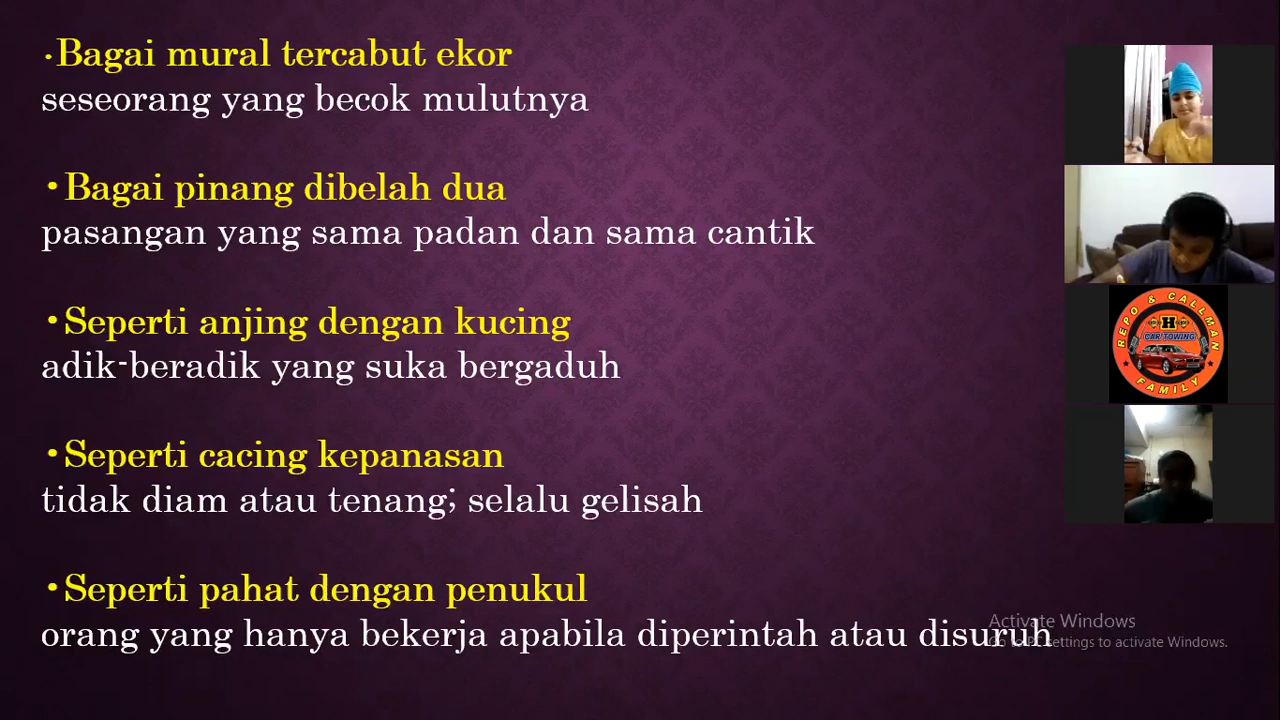 •Bagai mural tercabut ekor
seseorang yang becok mulutnya
•Bagai pinang dibelah dua
pasangan yang sama padan dan sama cantik
•Seperti anjing dengan kucing
adik-beradik yang suka bergaduh
•Seperti cacing kepanasan
tidak diam atau tenang; selalu gelisah
•Seperti pahat dengan penukul
orang yang hanya bekerja apabila diperintah atau disuruh
REPO & CALLMAN
H
CAR TOWING
FAMILY
Activate Windows
Go to PC settings to activate Windows.